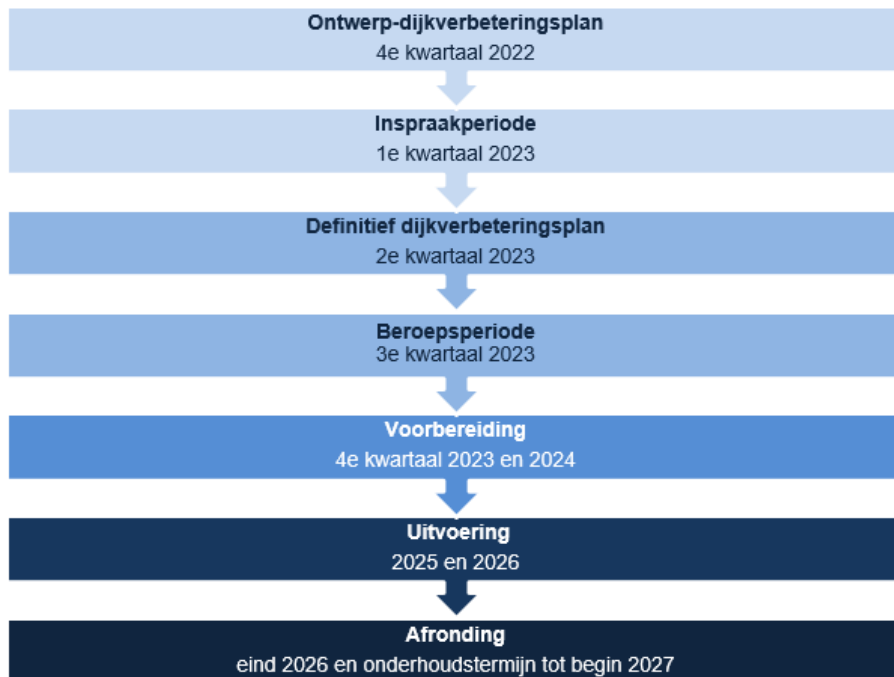 Ontwerp-dijkverbeteringsplan
4e kwartaal 2022
Inspraakperiode
1e kwartaal 2023
Definitief dijkverbeteringsplan
2e kwartaal 2023
Beroepsperiode
3e kwartaal 2023
Voorbereiding
4e kwartaal 2023 en 2024
Uitvoering
2025 en 2026
Afronding
eind 2026 en onderhoudstermijn tot begin 2027